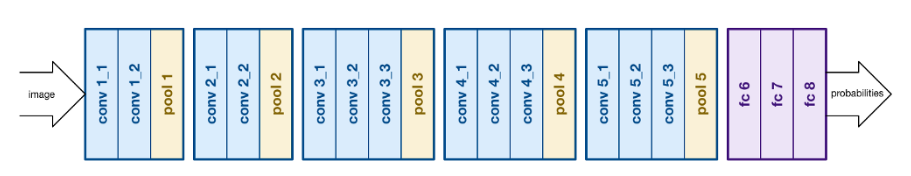 image
conv 1_1
conv 1_2
pool 1
conv 2_1
conv 2_2
pool 2
conv 3_1
conv 3_2
conv 3_3
pool 3
conv 4_1
conv 4_2
conv 4_3
pool 4
conv 5_1
conv 5_2
conv 5_3
pool 5
fc 6
fc 7
fc 8
probabilities